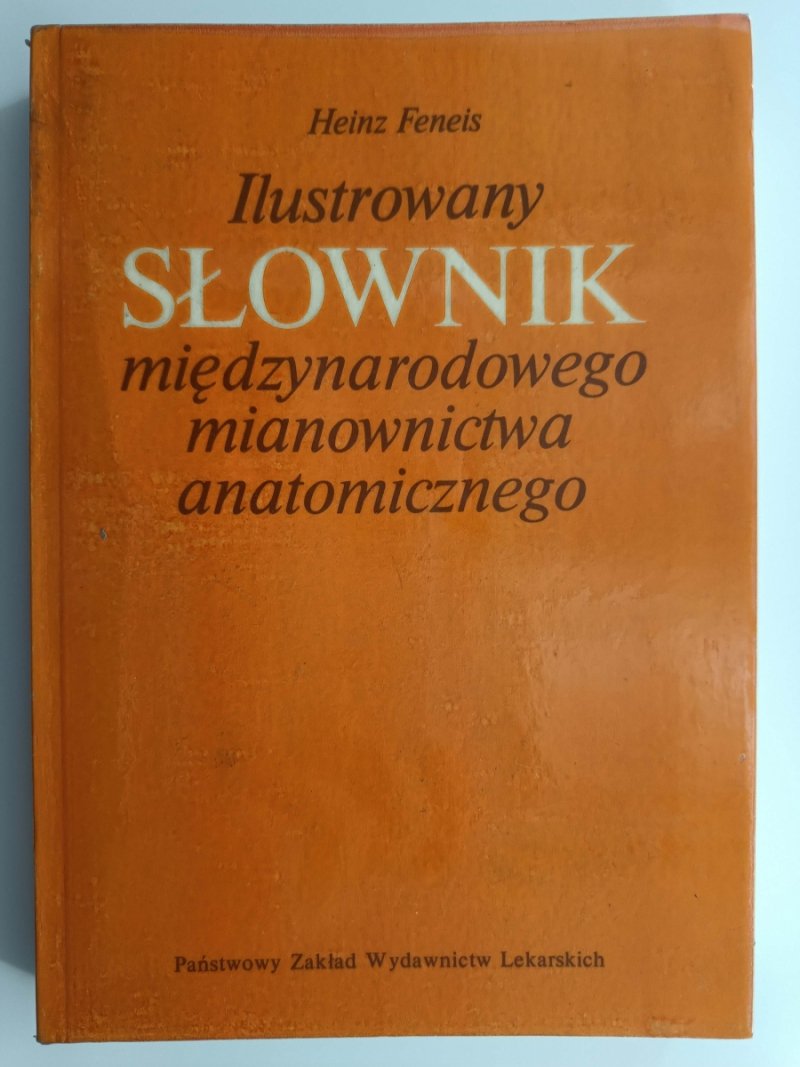 Heinz Feneis
Ilustrowany
SŁOWNIK
międzynarodowego
mianownictwa
anatomicznego
Państwowy Zakład Wydawnictw Lekarskich